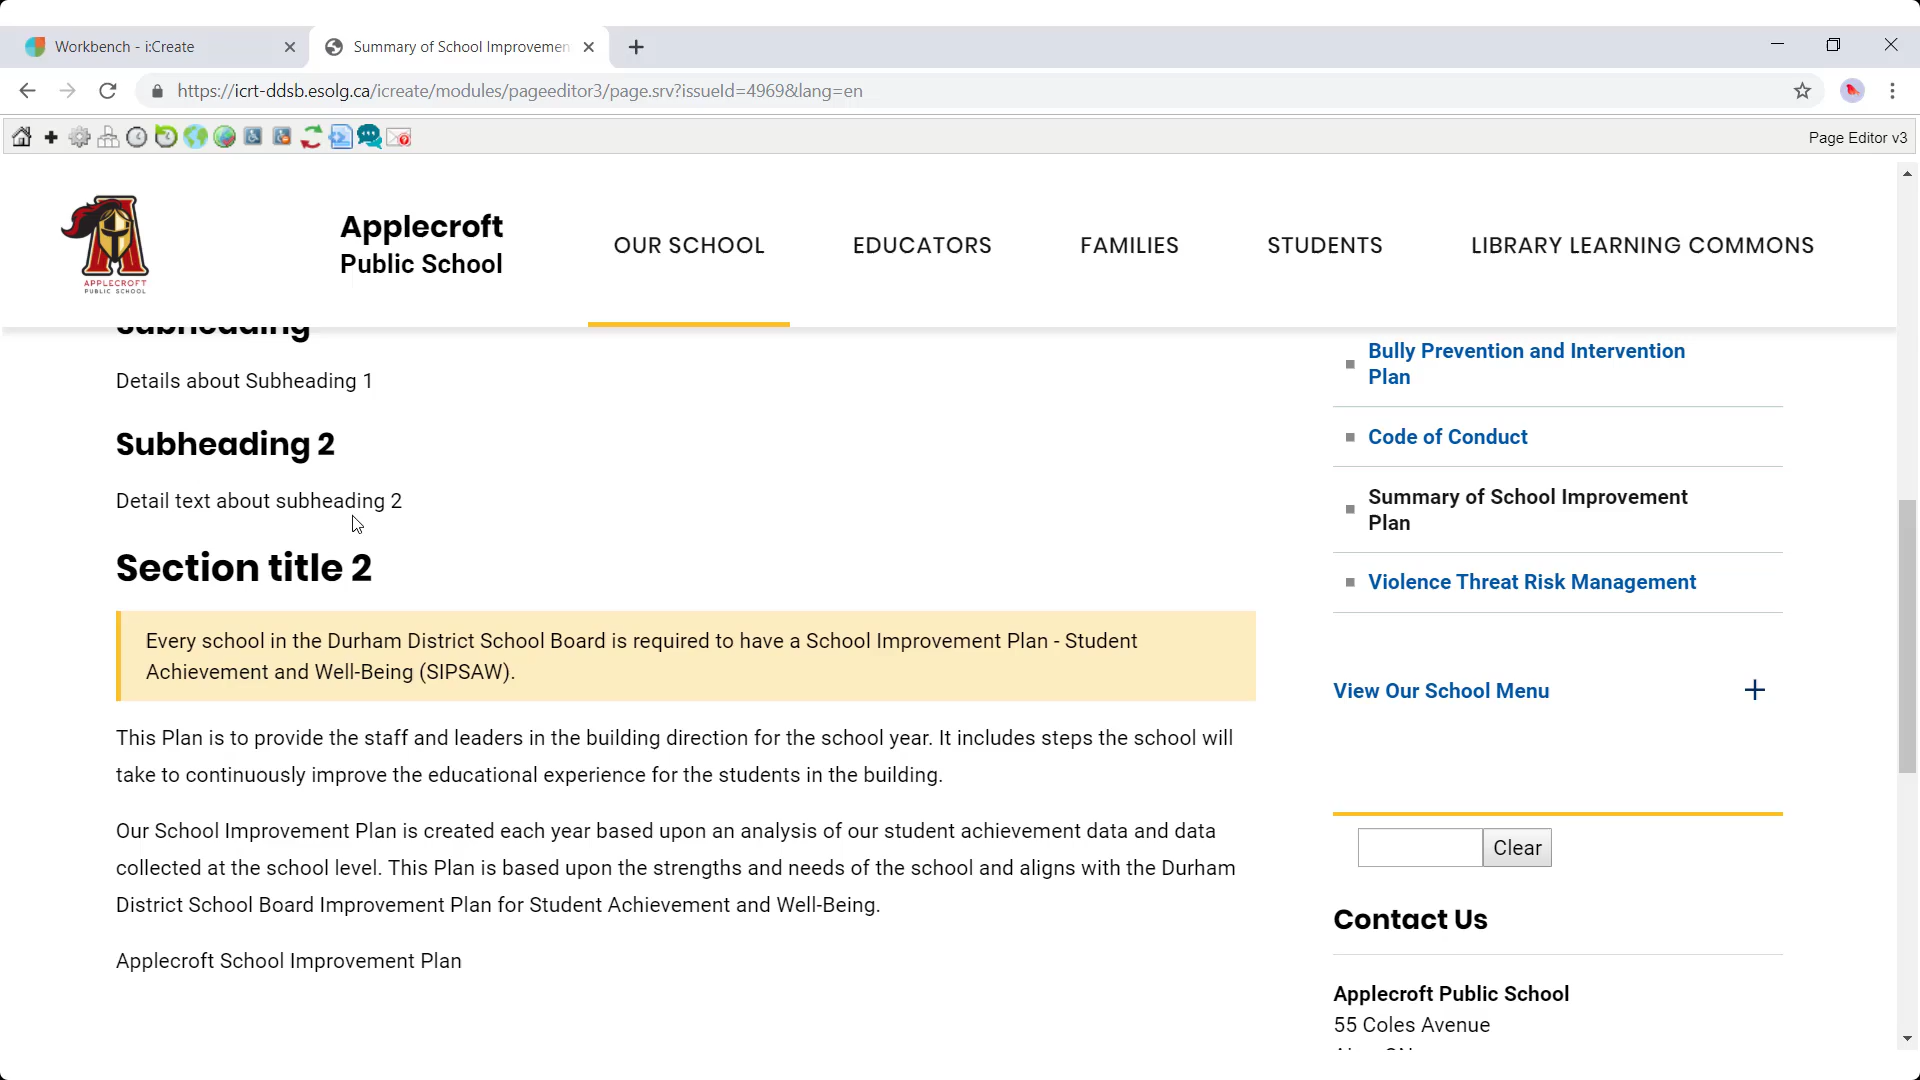 Workbench - i:Create
Summary of School Improvemen
https://icrt-ddsb.esolg.ca/icreate/modules/pageeditor3/page.srv?issueId=4969&lang=en
Page Editor v3
APPLECROFT
PUBLIC SCHOOL
Applecroft
Public School
OUR SCHOOL
EDUCATORS
FAMILIES
STUDENTS
LIBRARY LEARNING COMMONS
Subheading
Details about Subheading 1
Subheading 2
Detail text about subheading 2
Section title 2
Every school in the Durham District School Board is required to have a School Improvement Plan - Student
Achievement and Well-Being (SIPSAW).
This Plan is to provide the staff and leaders in the building direction for the school year. It includes steps the school will
take to continuously improve the educational experience for the students in the building.
Our School Improvement Plan is created each year based upon an analysis of our student achievement data and data
collected at the school level. This Plan is based upon the strengths and needs of the school and aligns with the Durham
District School Board Improvement Plan for Student Achievement and Well-Being.
Applecroft School Improvement Plan
Bully Prevention and Intervention
Plan
Code of Conduct
Summary of School Improvement
Plan
Violence Threat Risk Management
View Our School Menu
Clear
Contact Us
Applecroft Public School
55 Coles Avenue